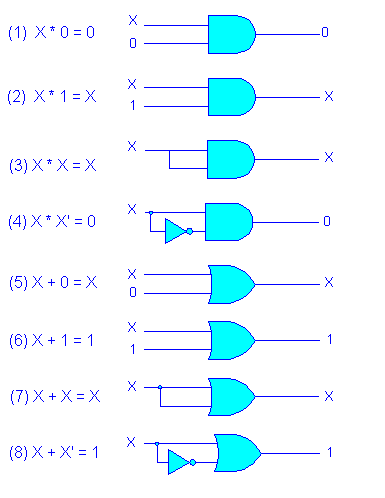 (1) X * 0 = 0 X 0 0
(2) X * 1 = X X 1 X
(3) X * X = X X X
(4) X * X' = 0 X 0
(5) X + 0 = X X 0 X
(6) X + 1 = 1 X 1 1
(7) X + X = X X X
(8) X + X' = 1 X 1